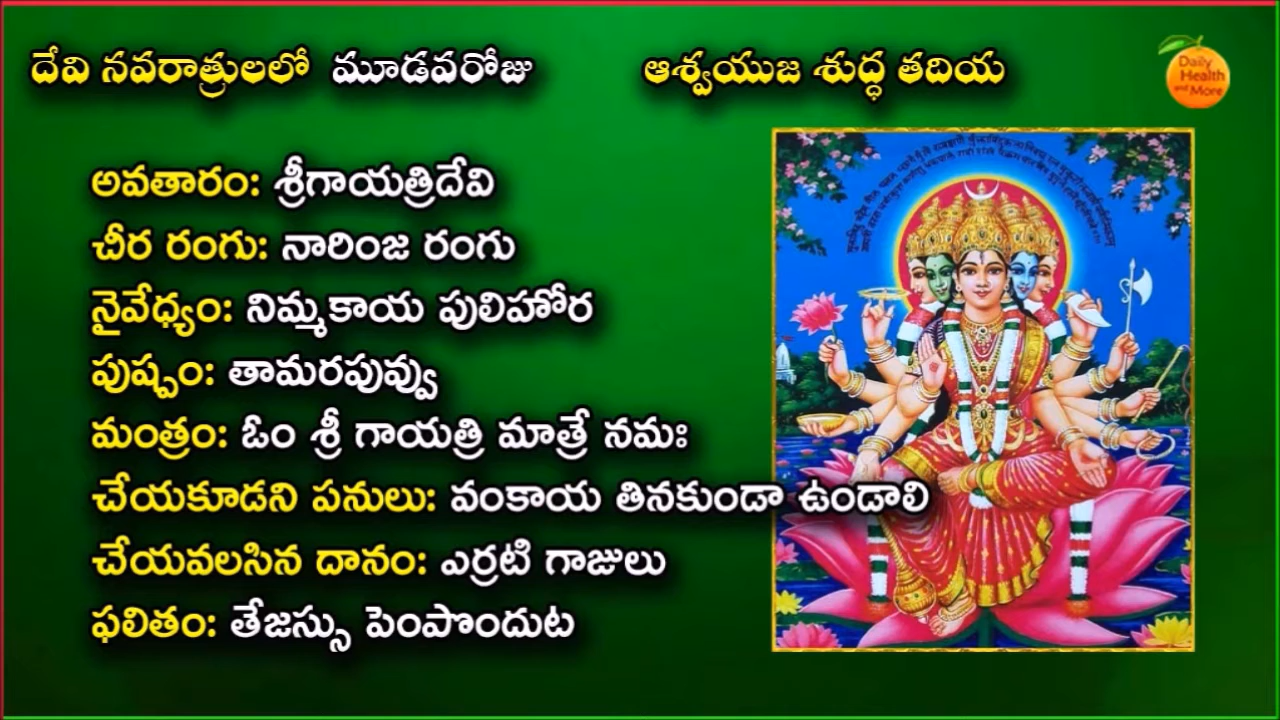 దేవి నవరాత్రులలో మూడవరోజు
ఆశ్వయుజ శుద్ధ తదియ
Daily
Health
and
More
అవతారం: శ్రీగాయత్రిదేవి
చీర రంగు: నారింజ రంగు
నైవేధ్యం: నిమ్మకాయ పులిహోర
పుష్పం: తామరపువ్వు
మంత్రం: ఓం శ్రీ గాయత్రి మాత్రే నమః
చేయకూడని పనులు: వంకాయ తినకుండా ఉండాలి
చేయవలసిన దానం: ఎర్రటి గాజులు
ఫలితం: తేజస్సు పెంపొందుట